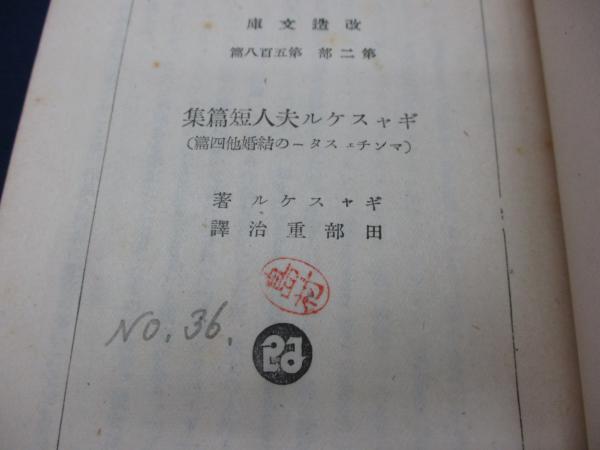 改造文庫
第二部 第五百八篇
ギャスケル夫人短篇集
(マンチェスターの結婚他四篇)
ギャスケル 著
田部重治 譯
No. 36.